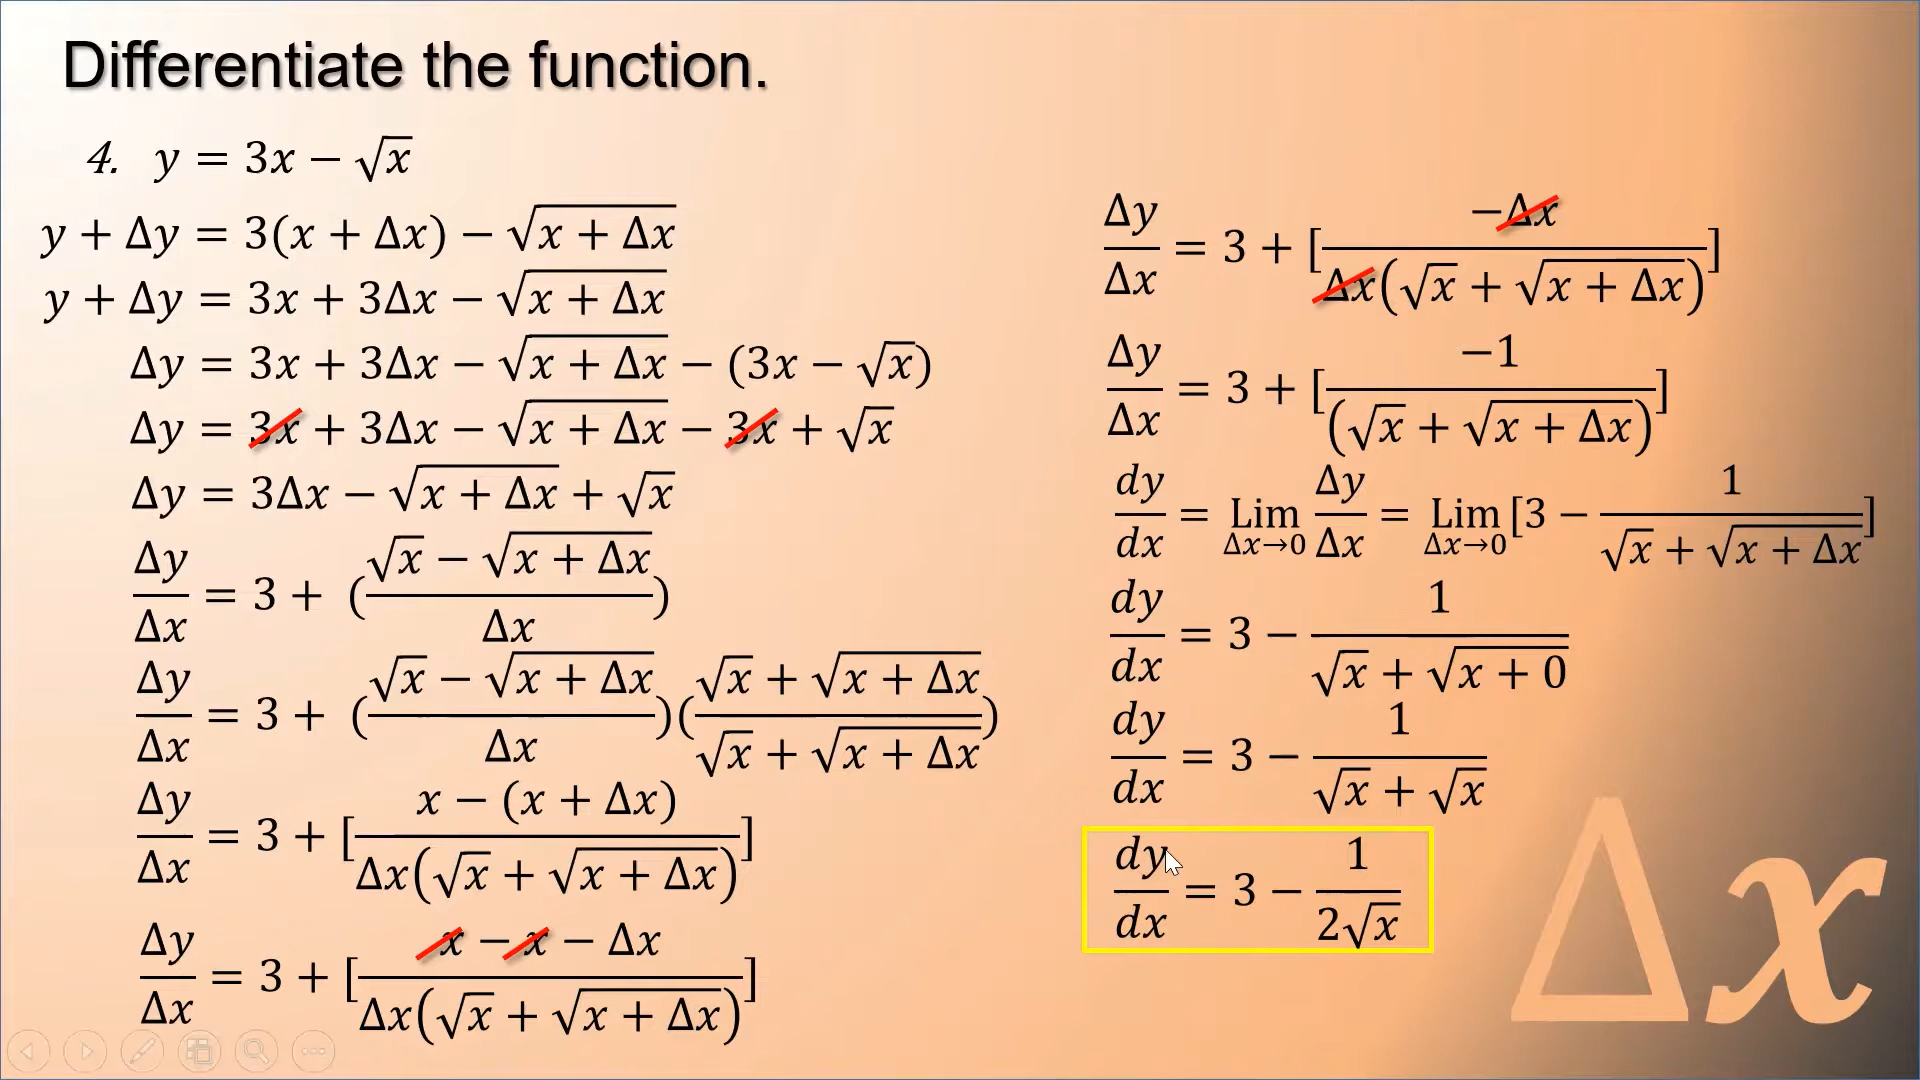 Differentiate the function.
4. y = 3x − √x
y + Δy = 3(x + Δx) − √(x + Δx)
y + Δy = 3x + 3Δx − √(x + Δx)
Δy = 3x + 3Δx − √(x + Δx) − (3x − √x)
Δy = 3x + 3Δx − √(x + Δx) − 3x + √x
Δy = 3Δx − √(x + Δx) + √x
Δy/Δx = 3 + ((√x − √(x + Δx))/Δx)
Δy/Δx = 3 + ((√x − √(x + Δx))/Δx)((√x + √(x + Δx))/(√x + √(x + Δx)))
Δy/Δx = 3 + [(x − (x + Δx))/(Δx(√x + √(x + Δx)))]
Δy/Δx = 3 + [(x − x − Δx)/(Δx(√x + √(x + Δx)))]
Δy/Δx = 3 + [−Δx/(Δx(√x + √(x + Δx)))]
Δy/Δx = 3 + [−1/(√x + √(x + Δx))]
dy/dx = Lim Δx→0 Δy/Δx = Lim Δx→0 [3 − 1/(√x + √(x + Δx))]
dy/dx = 3 − 1/(√x + √(x + 0))
dy/dx = 3 − 1/(√x + √x)
dy/dx = 3 − 1/(2√x)
Δx